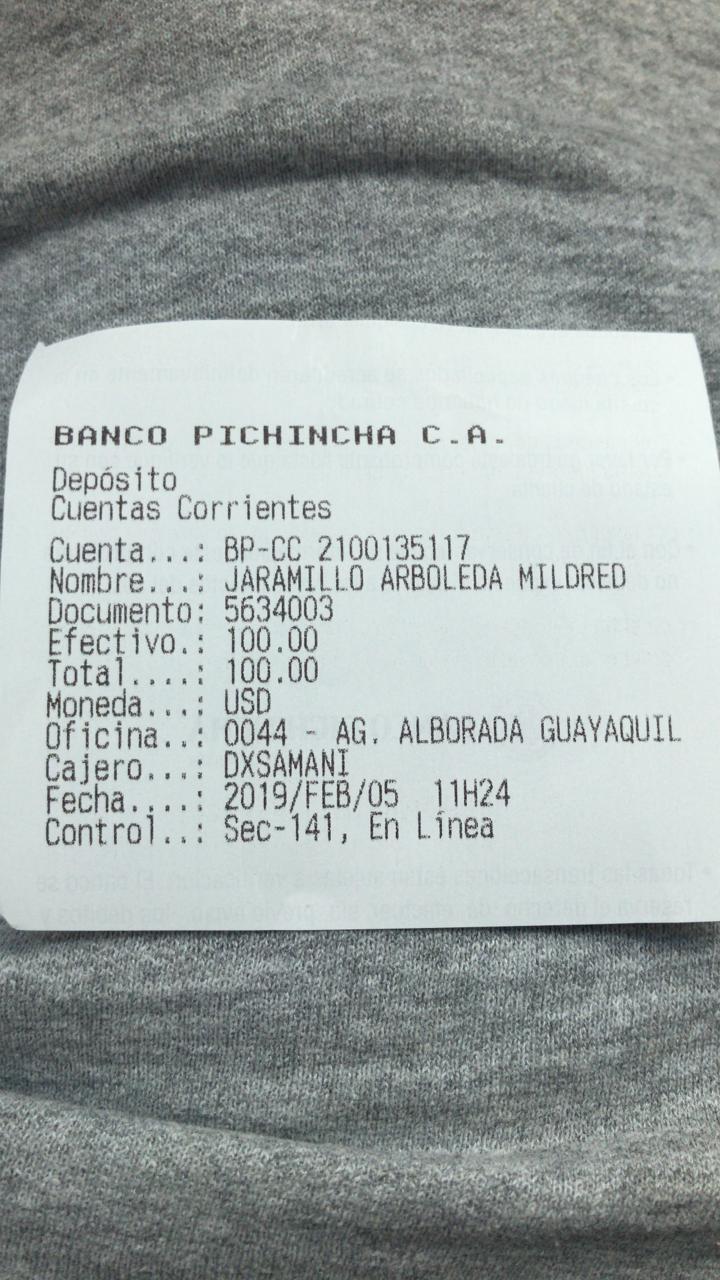 BANCO PICHINCHA C.A.
Depósito
Cuentas Corrientes
Cuenta...: BP-CC 2100135117
Nombre...: JARAMILLO ARBOLEDA MILDRED
Documento: 5634003
Efectivo.: 100.00
Total....: 100.00
Moneda...: USD
Oficina..: 0044 - AG. ALBORADA GUAYAQUIL
Cajero...: DXSAMANI
Fecha....: 2019/FEB/05 11H24
Control..: Sec-141, En Línea